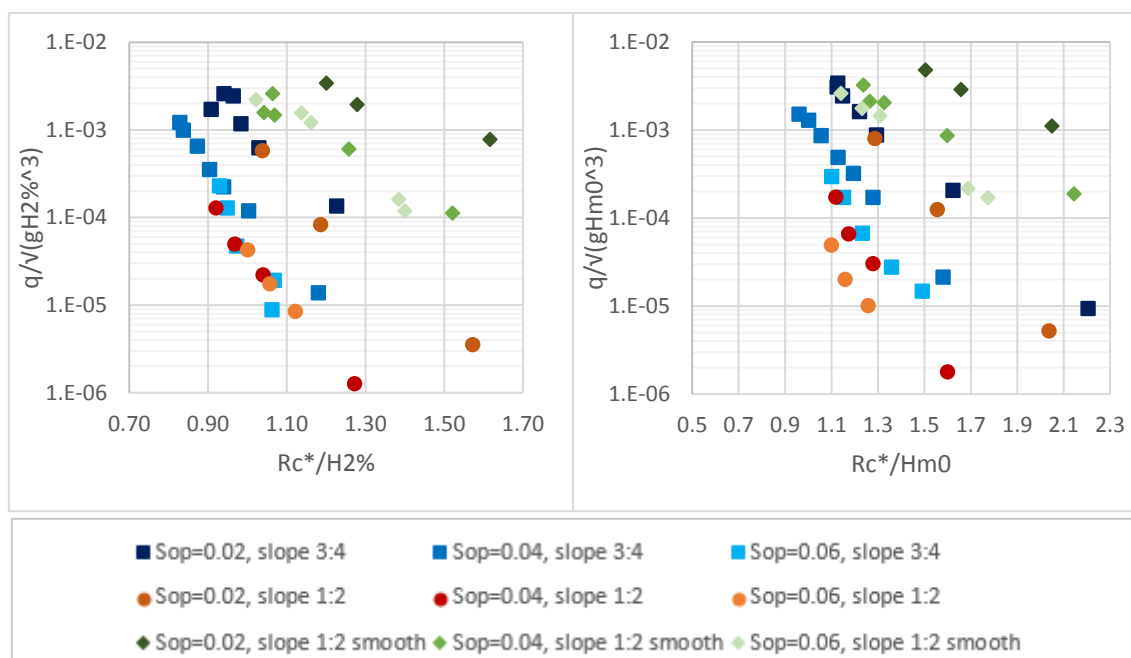 q/√(gH2%^3)
1.E-02
1.E-03
1.E-04
1.E-05
1.E-06
0.70 0.90 1.10 1.30 1.50 1.70
Rc*/H2%
q/√(gHm0^3)
1.E-02
1.E-03
1.E-04
1.E-05
1.E-06
0.5 0.7 0.9 1.1 1.3 1.5 1.7 1.9 2.1 2.3
Rc*/Hm0
Sop=0.02, slope 3:4 Sop=0.04, slope 3:4 Sop=0.06, slope 3:4
Sop=0.02, slope 1:2 Sop=0.04, slope 1:2 Sop=0.06, slope 1:2
Sop=0.02, slope 1:2 smooth Sop=0.04, slope 1:2 smooth Sop=0.06, slope 1:2 smooth